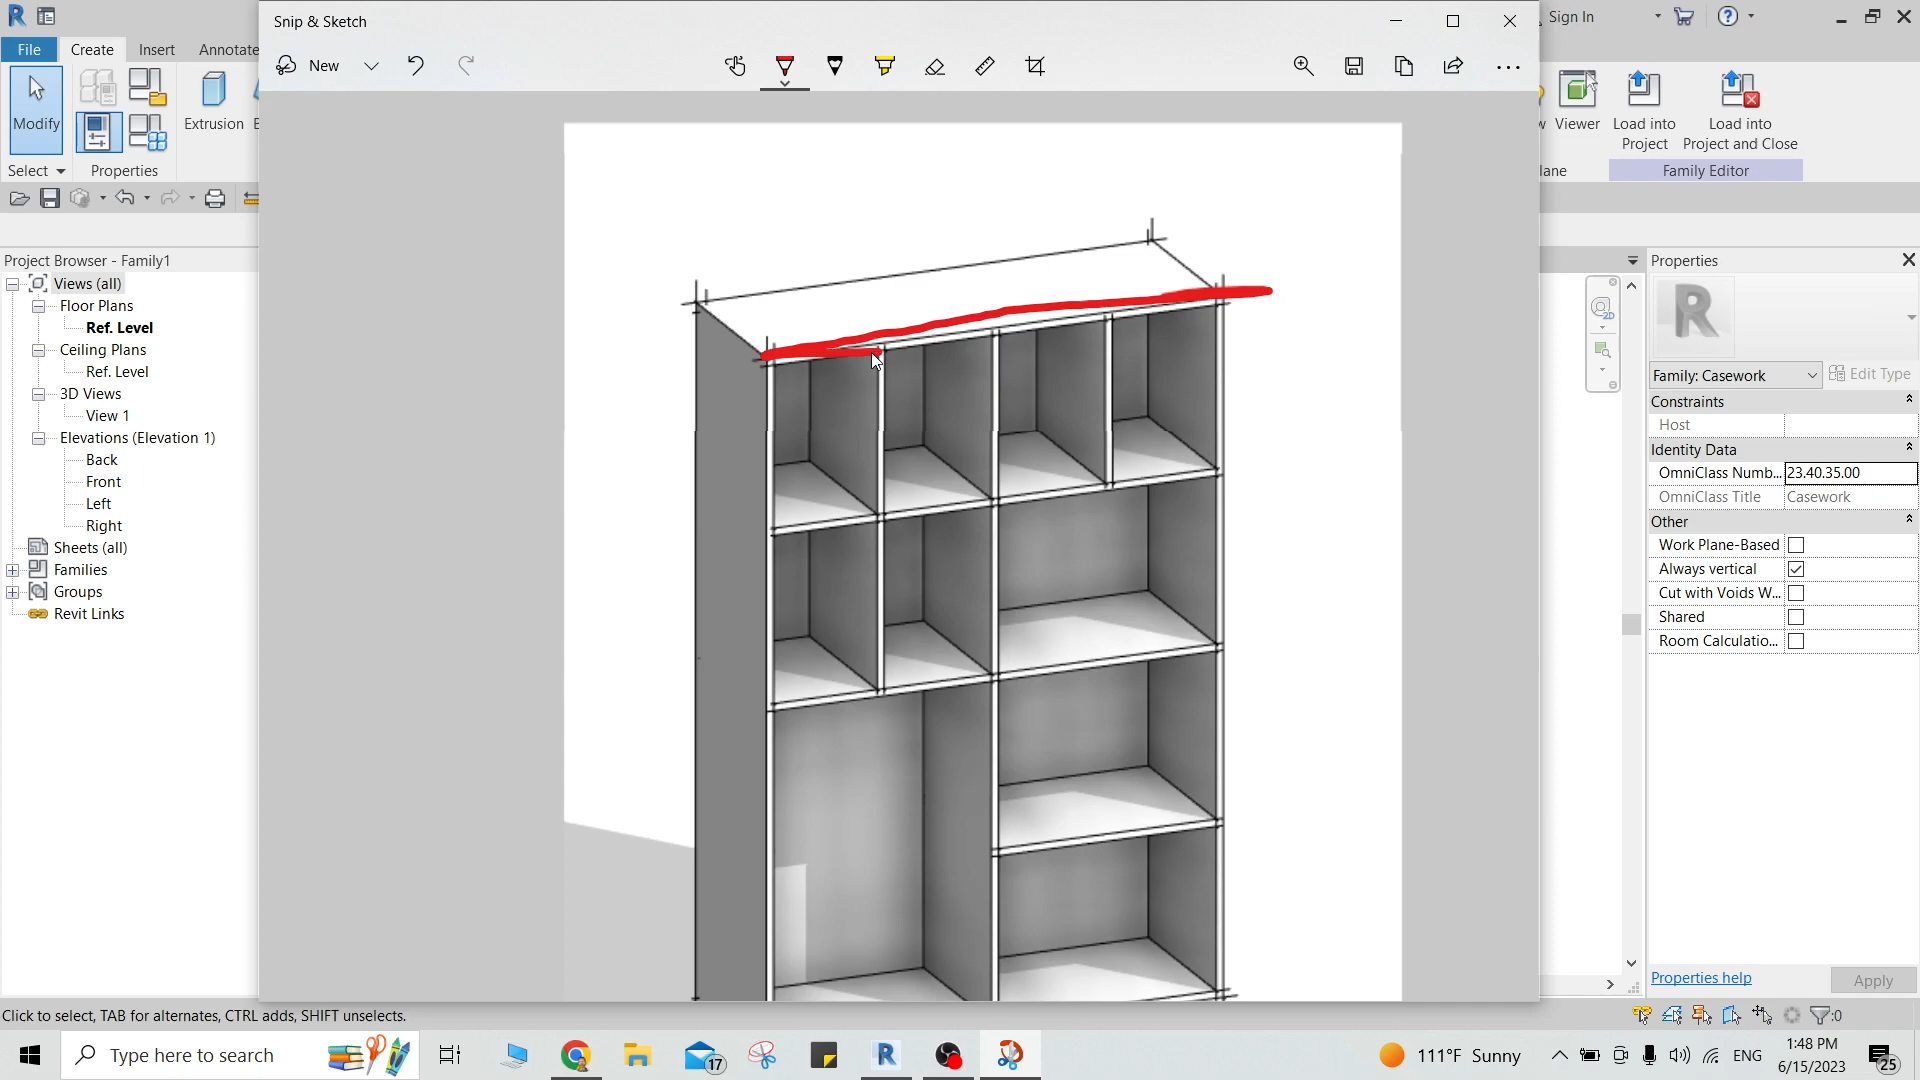 Snip & Sketch
Sign In
File
Create
Insert
Annotate
New
Modify
Extrusion
Viewer
Load into
Project
Load into
Project and Close
Select
Properties
lane
Family Editor
Project Browser - Family1
Views (all)
Floor Plans
Ref. Level
Ceiling Plans
Ref. Level
3D Views
View 1
Elevations (Elevation 1)
Back
Front
Left
Right
Sheets (all)
Families
Groups
Revit Links
Properties
R
2D
Family: Casework
Edit Type
Constraints
Host
Identity Data
OmniClass Numb... 23.40.35.00
OmniClass Title Casework
Other
Work Plane-Based
Always vertical
Cut with Voids W...
Shared
Room Calculatio...
Properties help
Apply
Click to select, TAB for alternates, CTRL adds, SHIFT unselects.
:0
Type here to search
17
R
111°F Sunny
ENG
1:48 PM
6/15/2023
25